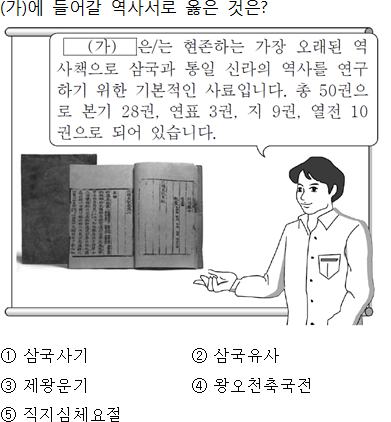 (가)에 들어갈 역사서로 옳은 것은?
(가) 은/는 현존하는 가장 오래된 역
사책으로 삼국과 통일 신라의 역사를 연구
하기 위한 기본적인 사료입니다. 총 50권으
로 본기 28권, 연표 3권, 지 9권, 열전 10
권으로 되어 있습니다.
① 삼국사기 ② 삼국유사
③ 제왕운기 ④ 왕오천축국전
⑤ 직지심체요절